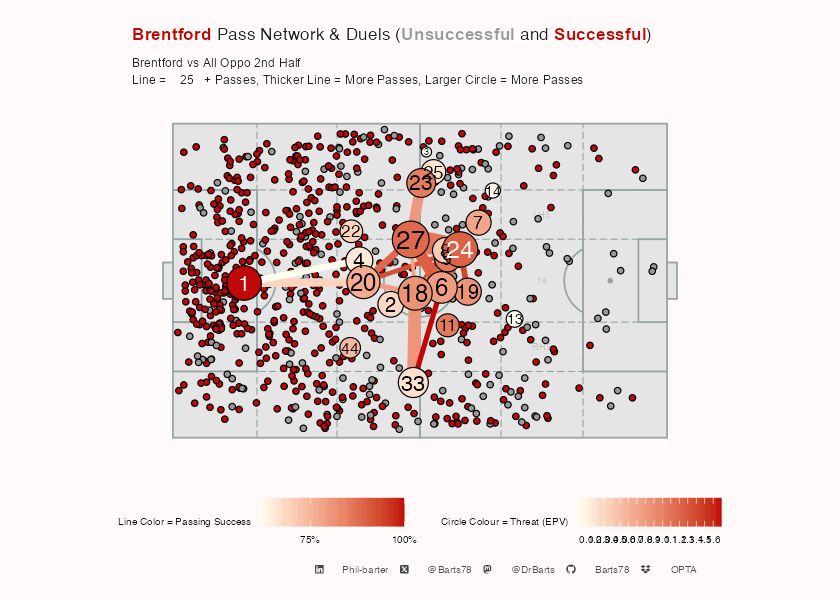 Brentford Pass Network & Duels (Unsuccessful and Successful)
Brentford vs All Oppo 2nd Half
Line = 25 + Passes, Thicker Line = More Passes, Larger Circle = More Passes
3
25
23
14
7
22
27
24
4
14
1
20
18
6
19
2
13
11
44
33
Line Color = Passing Success
75%
100%
Circle Colour = Threat (EPV)
Phil-barter
@Barts78
@DrBarts
Barts78
OPTA